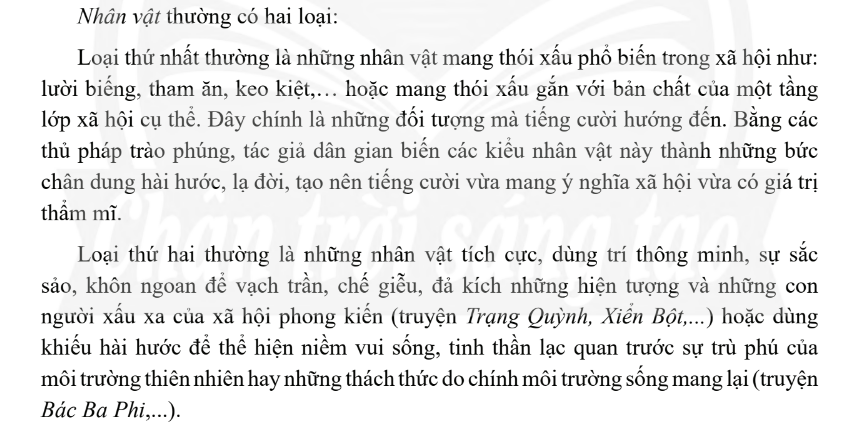 Nhân vật thường có hai loại:
Loại thứ nhất thường là những nhân vật mang thói xấu phổ biến trong xã hội như:
lười biếng, tham ăn, keo kiệt,… hoặc mang thói xấu gắn với bản chất của một tầng
lớp xã hội cụ thể. Đây chính là những đối tượng mà tiếng cười hướng đến. Bằng các
thủ pháp trào phúng, tác giả dân gian biến các kiểu nhân vật này thành những bức
chân dung hài hước, lạ đời, tạo nên tiếng cười vừa mang ý nghĩa xã hội vừa có giá trị
thẩm mĩ.
Chân trời sáng tạo
Loại thứ hai thường là những nhân vật tích cực, dùng trí thông minh, sự sắc
sảo, khôn ngoan để vạch trần, chế giễu, đả kích những hiện tượng và những con
người xấu xa của xã hội phong kiến (truyện Trạng Quỳnh, Xiển Bột,...) hoặc dùng
khiếu hài hước để thể hiện niềm vui sống, tinh thần lạc quan trước sự trù phú của
môi trường thiên nhiên hay những thách thức do chính môi trường sống mang lại (truyện
Bác Ba Phi,...).